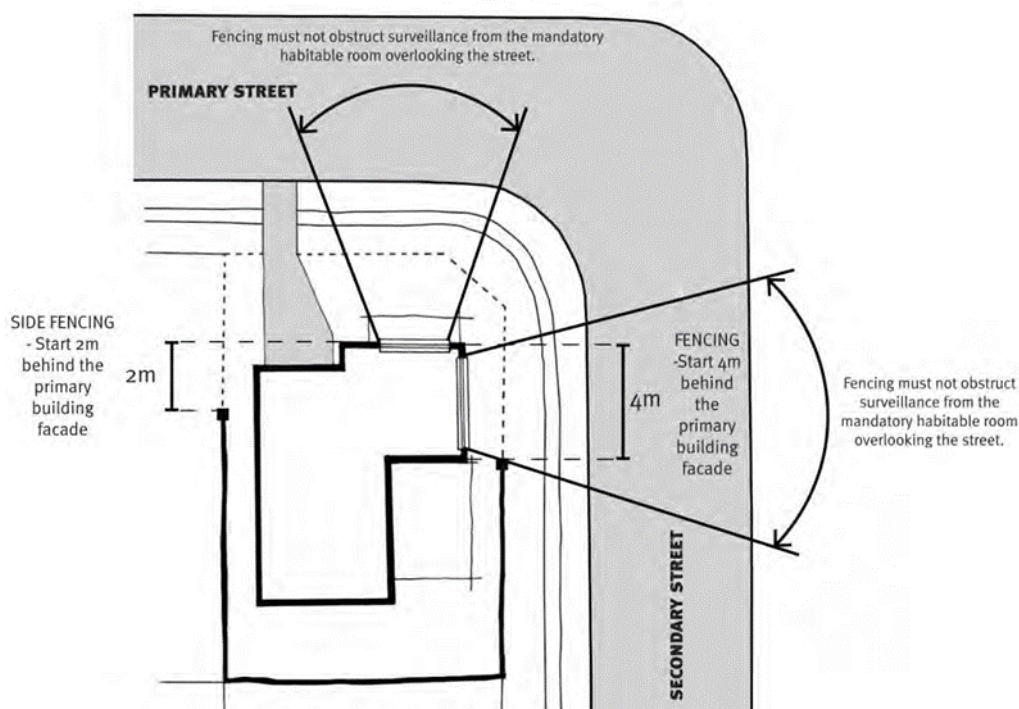 Fencing must not obstruct surveillance from the mandatory
habitable room overlooking the street.
PRIMARY STREET
SIDE FENCING
- Start 2m
behind the
primary
building
facade
2m
4m
FENCING
-Start 4m
behind
the
primary
building
facade
Fencing must not obstruct
surveillance from the
mandatory habitable room
overlooking the street.
SECONDARY STREET